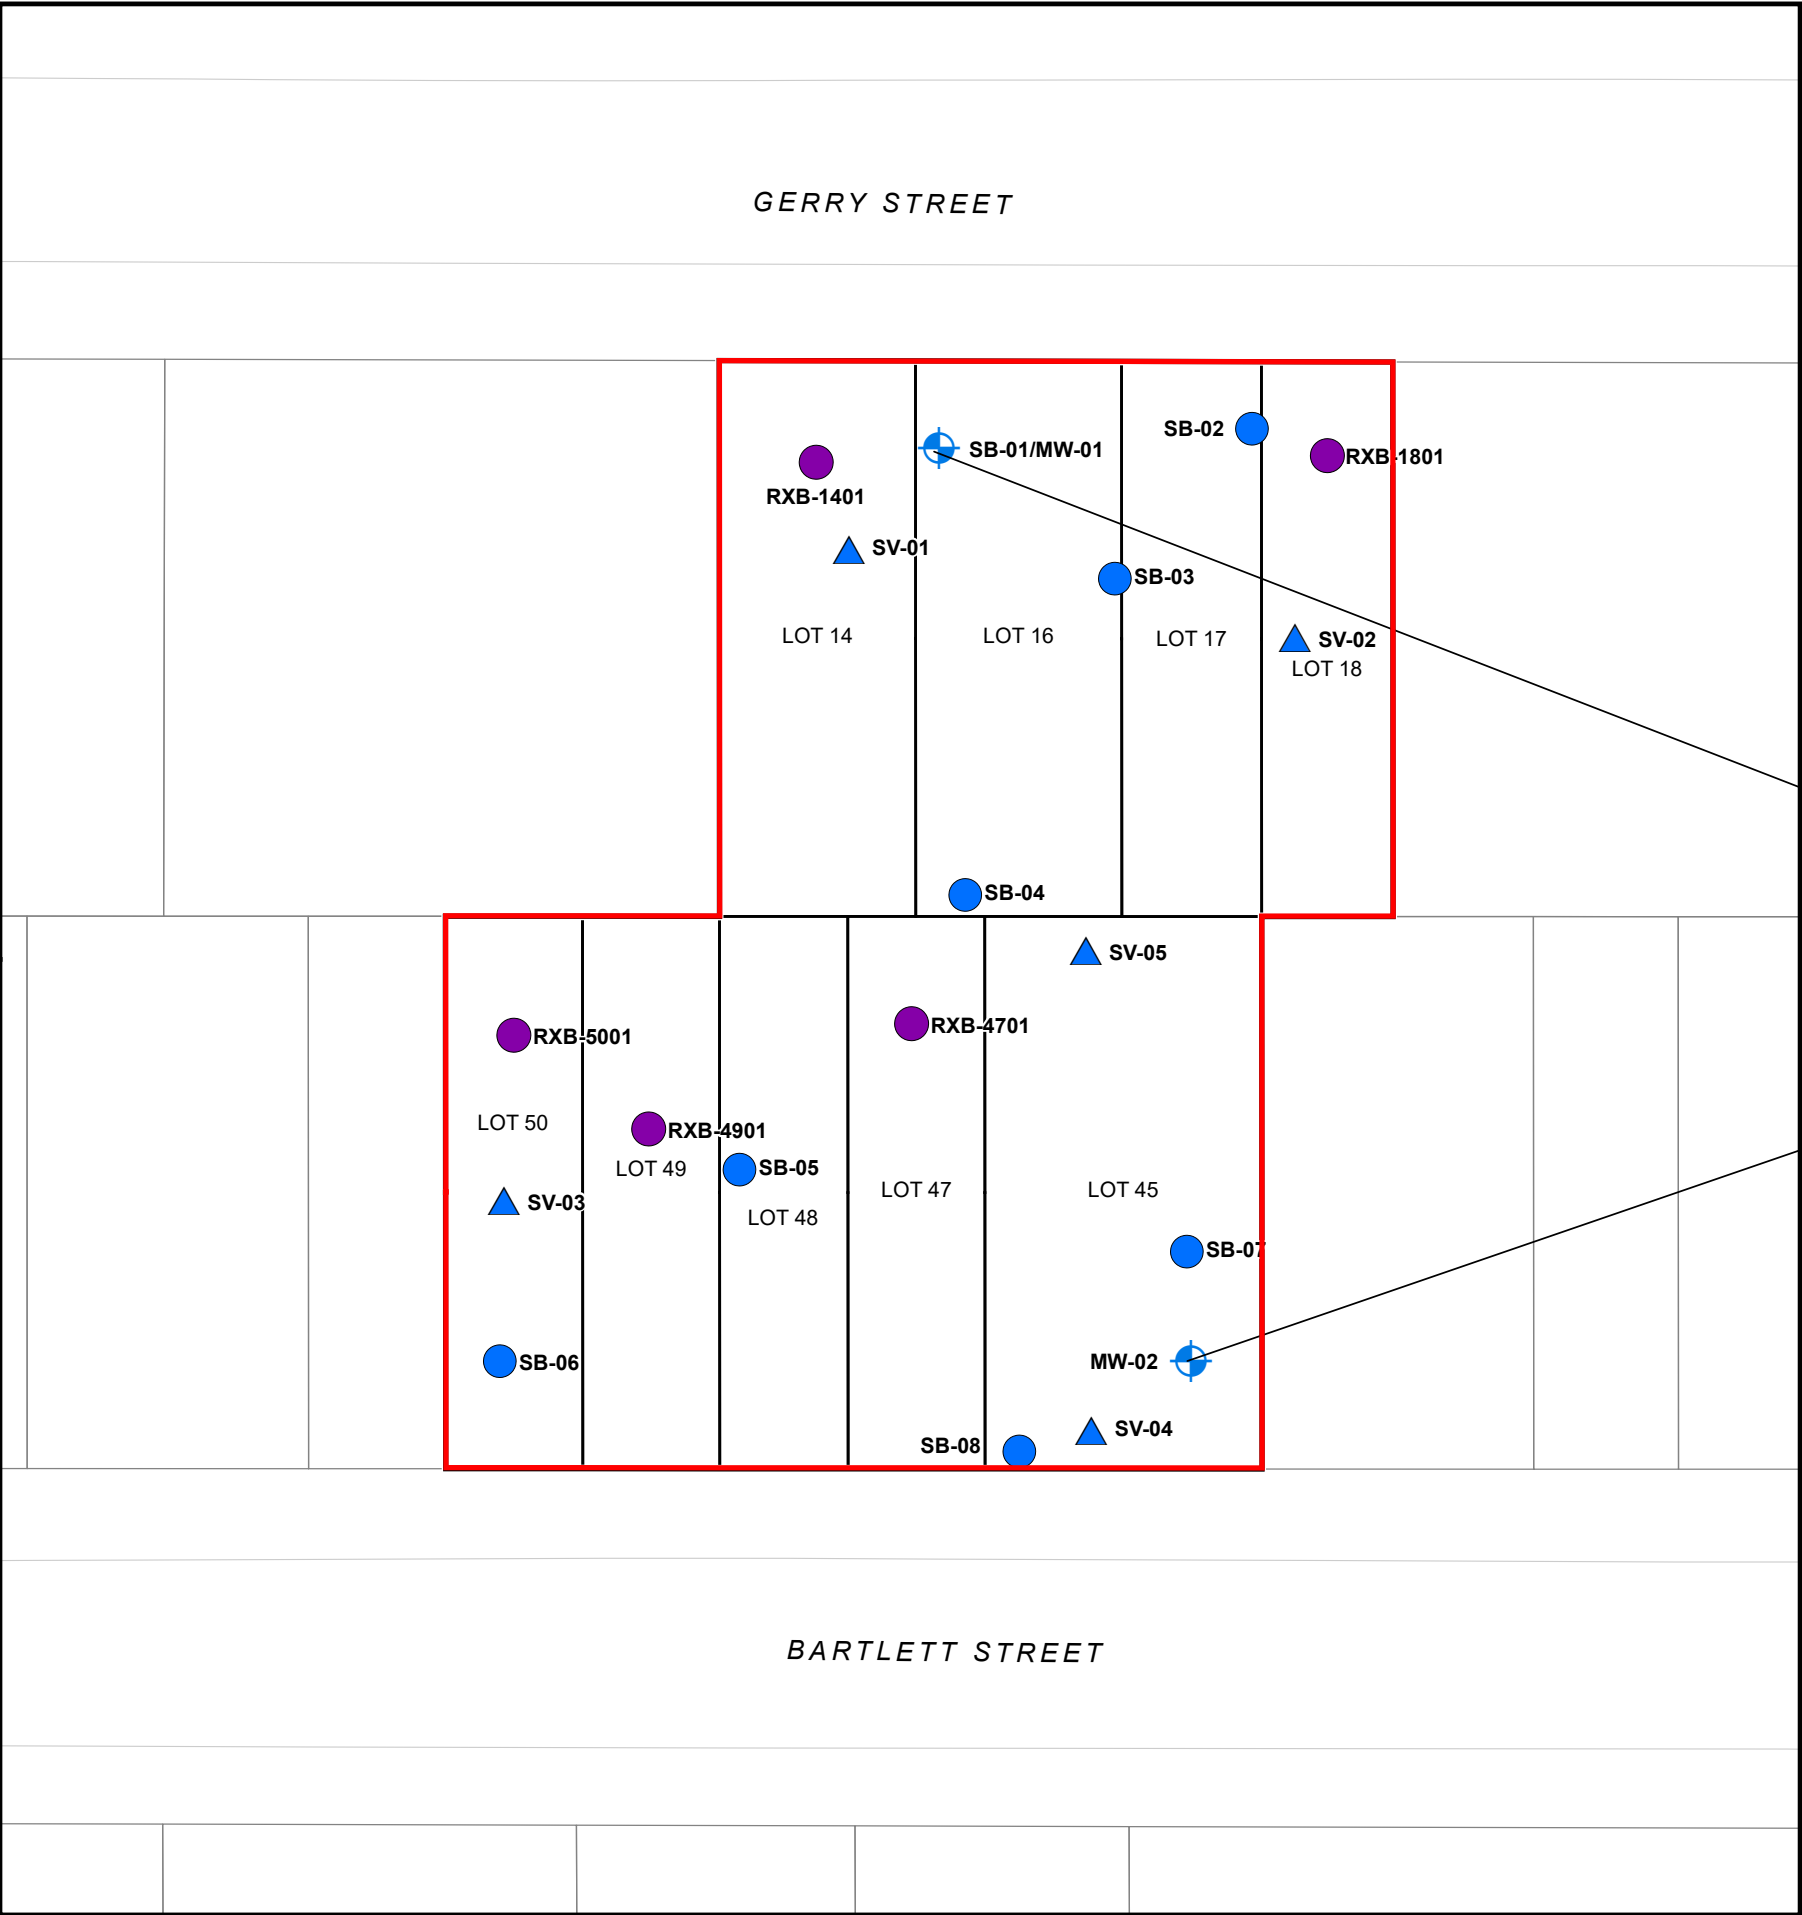 GERRY STREET
SB-02
SB-01/MW-01
RXB-1801
RXB-1401
SV-01
SB-03
LOT 14
LOT 16
LOT 17
SV-02
LOT 18
SB-04
SV-05
RXB-5001
RXB-4701
LOT 50
RXB-4901
LOT 49
SB-05
LOT 47
LOT 45
SV-03
LOT 48
SB-07
SB-06
MW-02
SV-04
SB-08
BARTLETT STREET